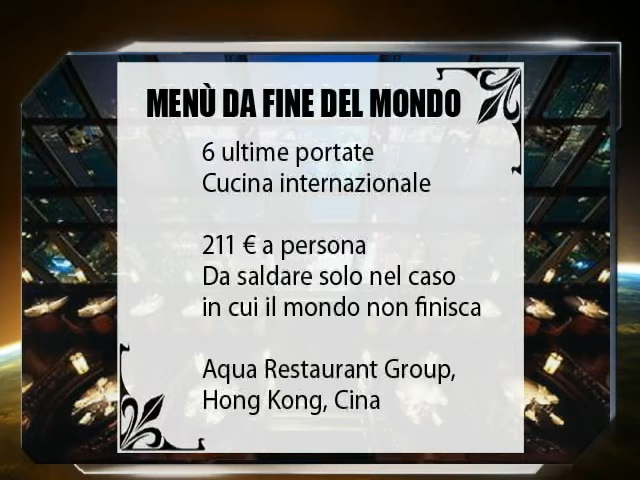 MENÙ DA FINE DEL MONDO
6 ultime portate
Cucina internazionale
211 € a persona
Da saldare solo nel caso
in cui il mondo non finisca
Aqua Restaurant Group,
Hong Kong, Cina